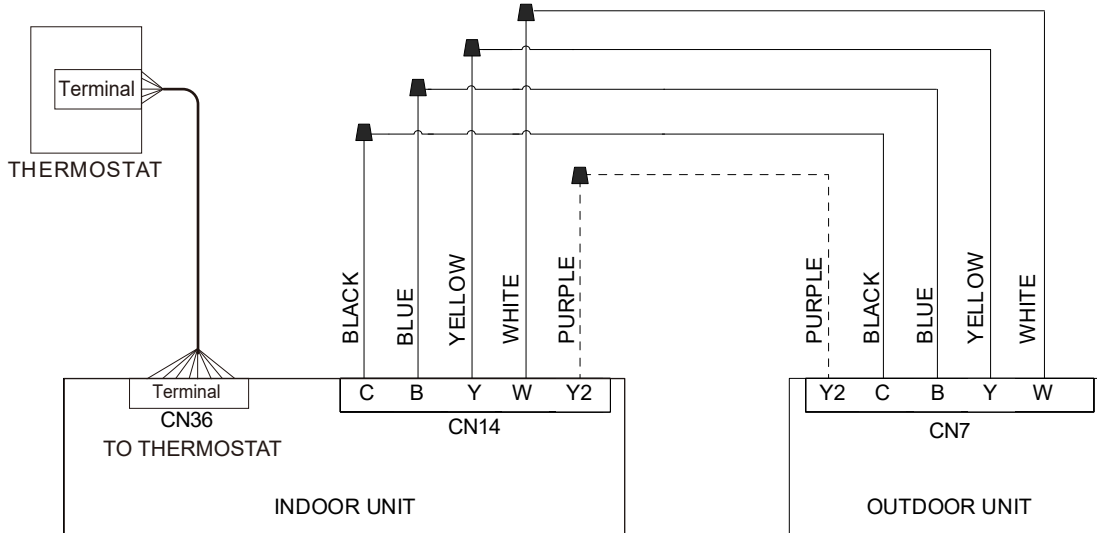 Terminal
THERMOSTAT
BLACK
BLUE
YELLOW
WHITE
PURPLE
PURPLE
BLACK
BLUE
YELLOW
WHITE
Terminal
CN36
TO THERMOSTAT
C B Y W Y2
CN14
INDOOR UNIT
Y2 C B Y W
CN7
OUTDOOR UNIT